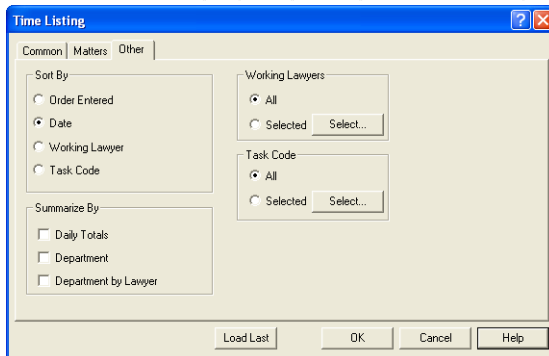 Time Listing
Common Matters Other
Sort By
Order Entered
Date
Working Lawyer
Task Code
Summarize By
Daily Totals
Department
Department by Lawyer
Working Lawyers
All
Selected Select...
Task Code
All
Selected Select...
Load Last OK Cancel Help